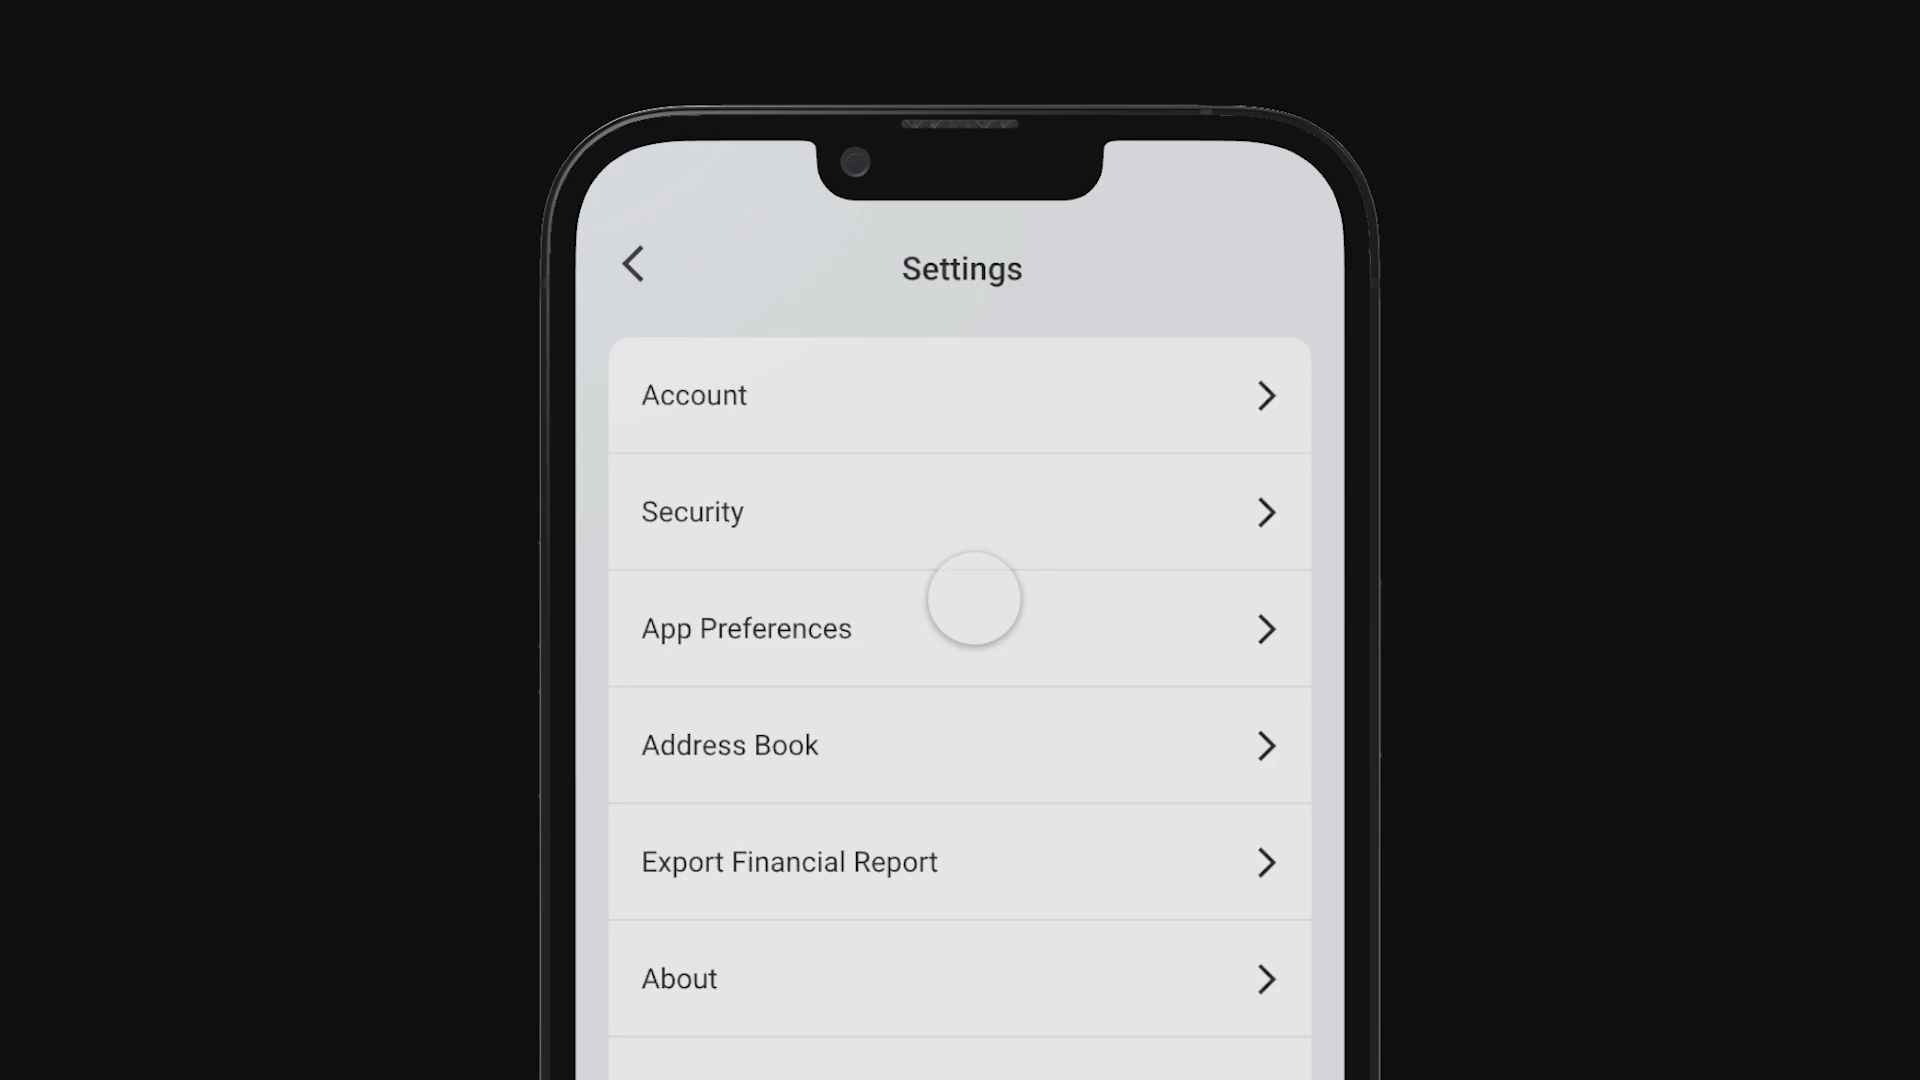 Settings
Account
Security
App Preferences
Address Book
Export Financial Report
About